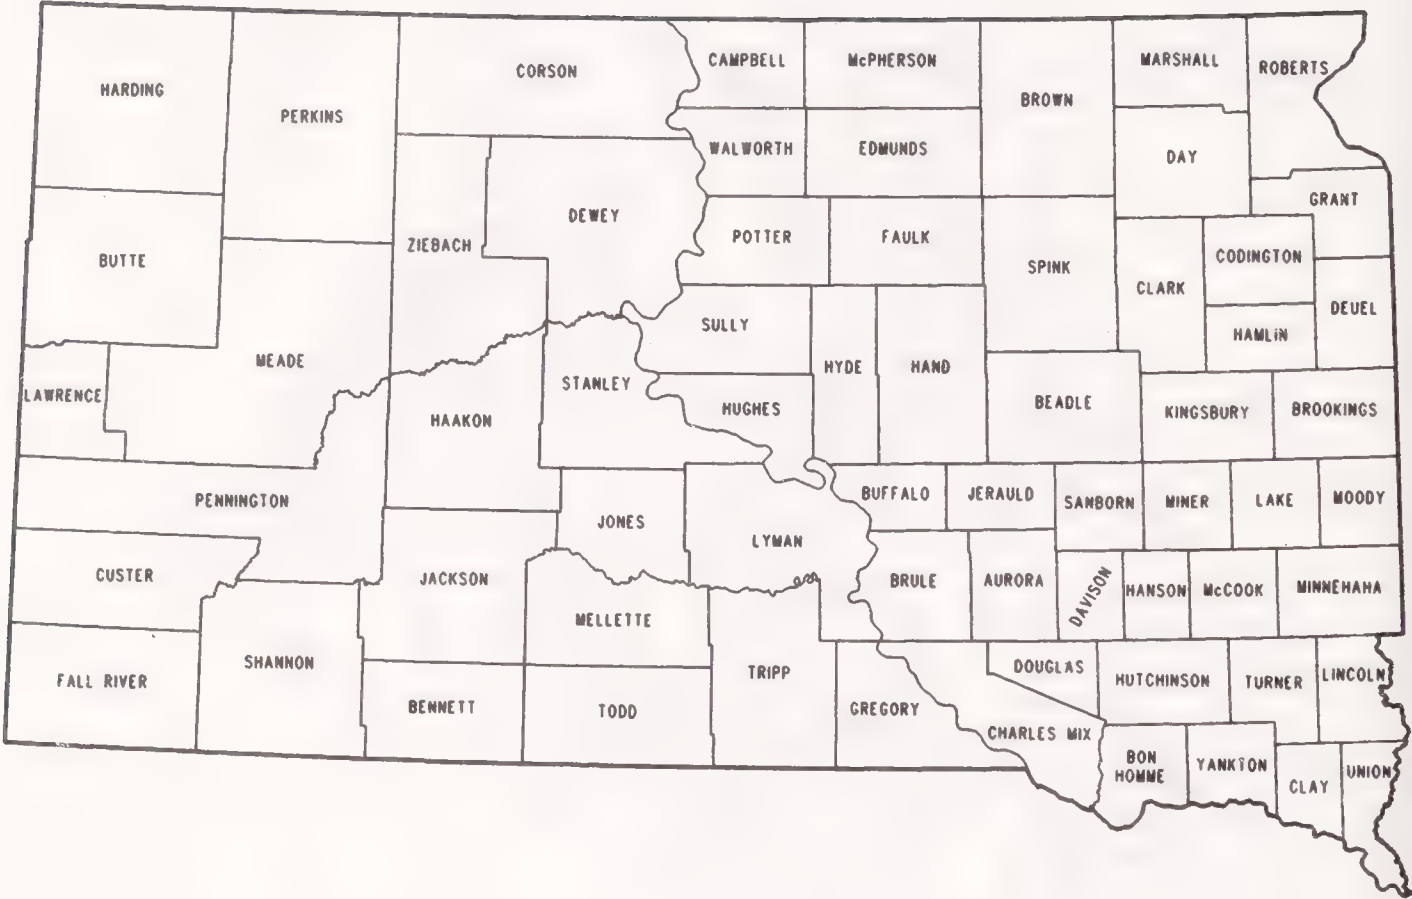 HARDING
PERKINS
CORSON
CAMPBELL
McPHERSON
BROWN
MARSHALL
ROBERTS
WALWORTH
EDMUNDS
DAY
GRANT
BUTTE
ZIEBACH
DEWEY
POTTER
FAULK
SPINK
CLARK
CODINGTON
HAMLIN
DEUEL
MEADE
SULLY
HYDE
HAND
LAWRENCE
HAAKON
STANLEY
HUGHES
BEADLE
KINGSBURY
BROOKINGS
PENNINGTON
JONES
LYMAN
BUFFALO
JERAULD
SANBORN
MINER
LAKE
MOODY
CUSTER
JACKSON
MELLETTE
BRULE
AURORA
DAVISON
HANSON
McCOOK
MINNEHAHA
FALL RIVER
SHANNON
BENNETT
TODD
TRIPP
GREGORY
DOUGLAS
CHARLES MIX
HUTCHINSON
TURNER
LINCOLN
BON
HOMME
YANKTON
CLAY
UNION